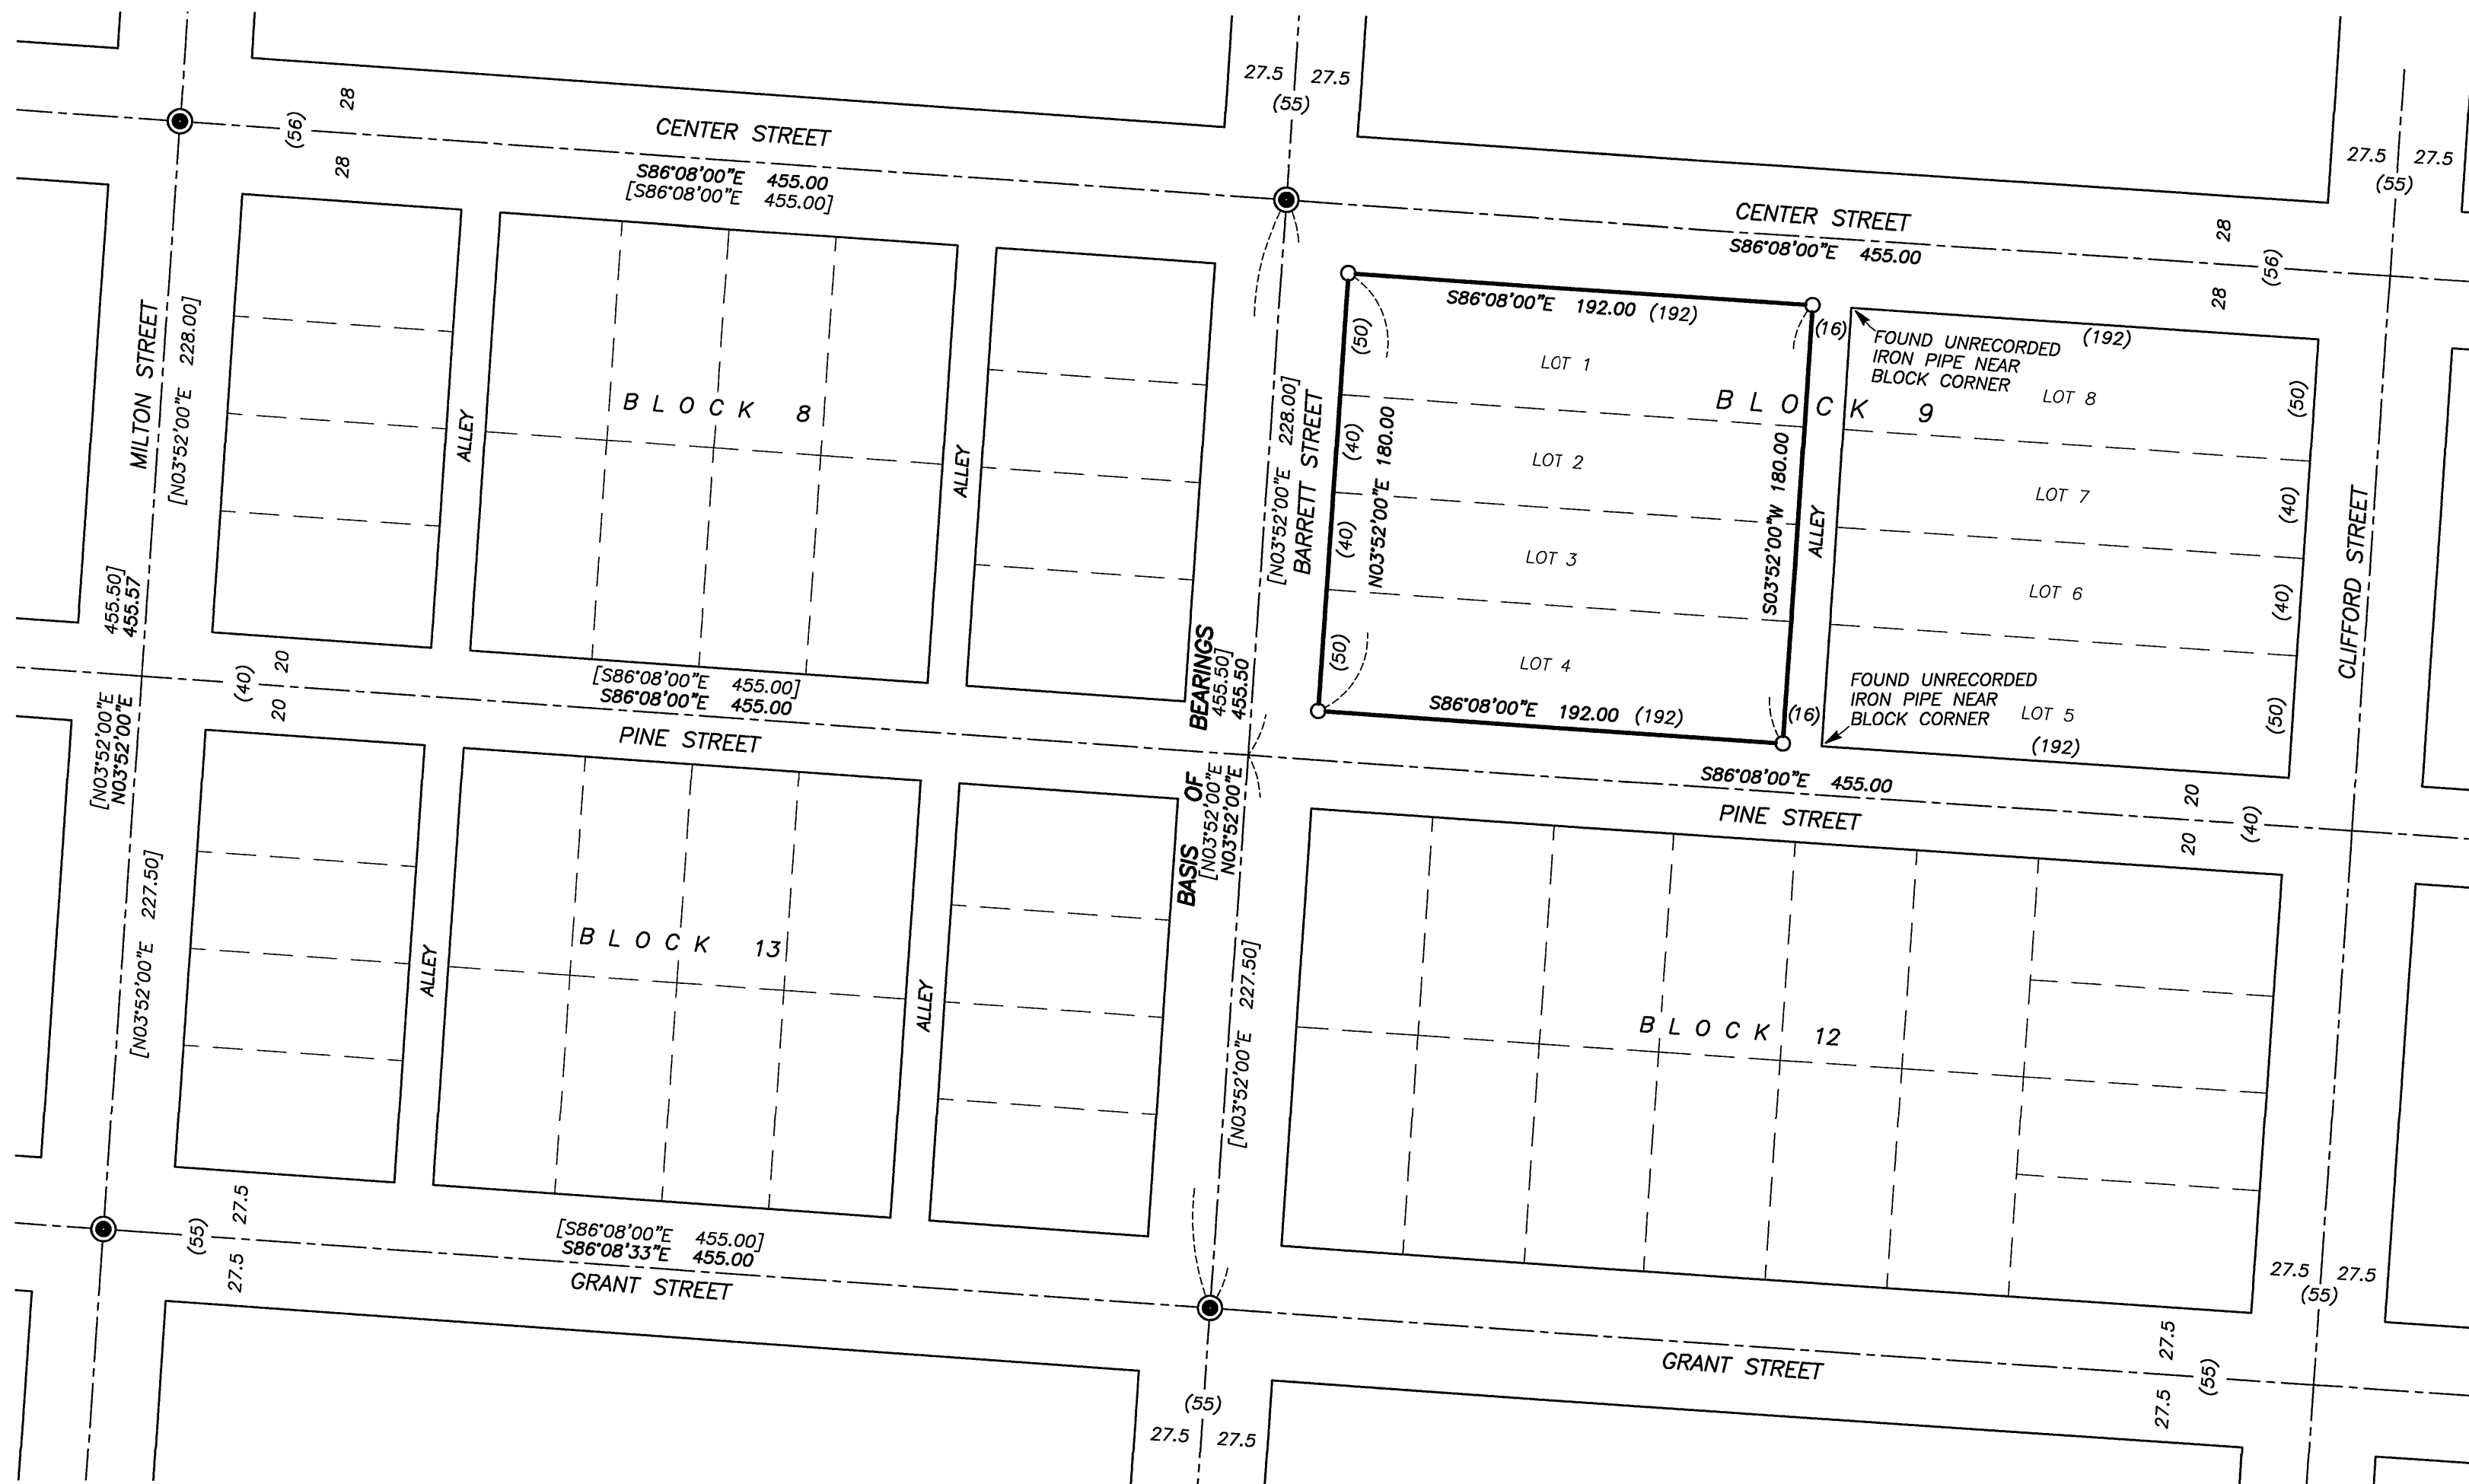 27.5 27.5
(55)
28
(56)
28
CENTER STREET
S86°08'00"E 455.00
[S86°08'00"E 455.00]
27.5 27.5
(55)
CENTER STREET
S86°08'00"E 455.00
28
(56)
28
MILTON STREET
[N03°52'00"E 228.00]
BLOCK 8
ALLEY
ALLEY
[N03°52'00"E 228.00]
BARRETT STREET
S86°08'00"E 192.00 (192)
(50)
(40)
(40)
(50)
N03°52'00"E 180.00
LOT 1
LOT 2
LOT 3
LOT 4
S03°52'00"W 180.00
S86°08'00"E 192.00 (192)
(16)
(16)
ALLEY
BLOCK 9
FOUND UNRECORDED
IRON PIPE NEAR
BLOCK CORNER
(192)
LOT 8
LOT 7
LOT 6
LOT 5
(50)
(40)
(40)
(50)
FOUND UNRECORDED
IRON PIPE NEAR
BLOCK CORNER
(192)
CLIFFORD STREET
455.50]
455.57
[N03°52'00"E
N03°52'00"E
20
(40)
20
[S86°08'00"E 455.00]
S86°08'00"E 455.00
PINE STREET
BASIS OF BEARINGS
455.50]
455.50
[N03°52'00"E
N03°52'00"E
S86°08'00"E 455.00
PINE STREET
20
(40)
20
[N03°52'00"E 227.50]
BLOCK 13
ALLEY
ALLEY
[N03°52'00"E 227.50]
BLOCK 12
27.5
(55)
27.5
[S86°08'00"E 455.00]
S86°08'33"E 455.00
GRANT STREET
27.5 27.5
(55)
GRANT STREET
27.5
(55)
27.5
(55)
27.5 27.5